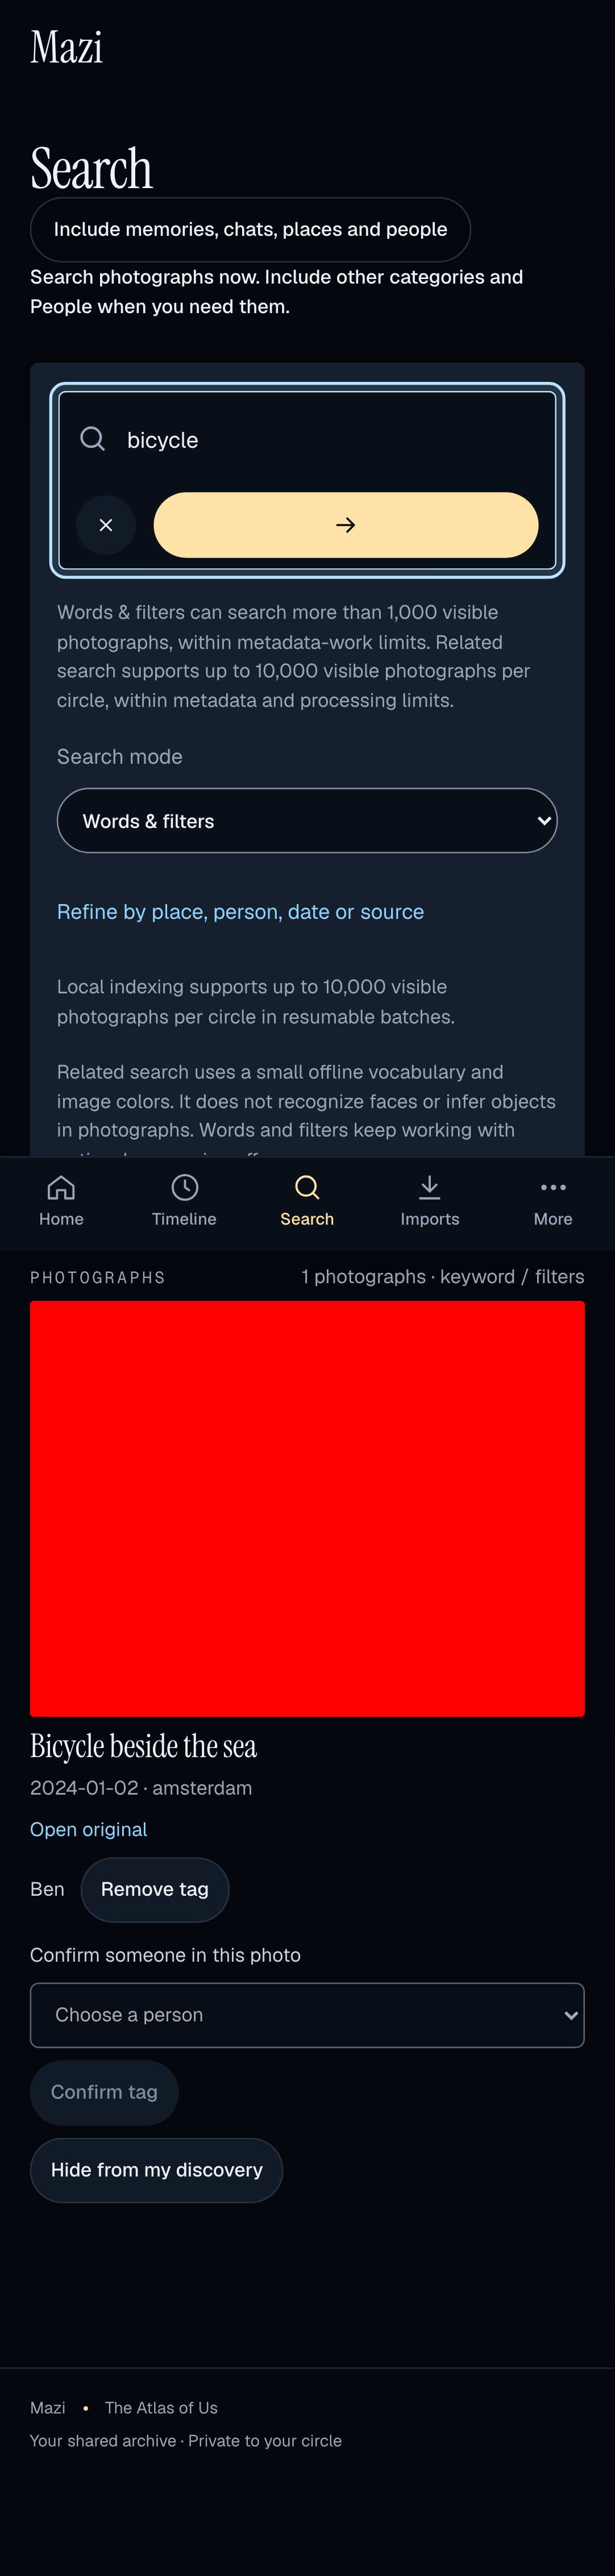 Mazi
Search
Include memories, chats, places and people
Search photographs now. Include other categories and
People when you need them.
bicycle
Words & filters can search more than 1,000 visible
photographs, within metadata-work limits. Related
search supports up to 10,000 visible photographs per
circle, within metadata and processing limits.
Search mode
Words & filters
Refine by place, person, date or source
Local indexing supports up to 10,000 visible
photographs per circle in resumable batches.
Related search uses a small offline vocabulary and
image colors. It does not recognize faces or infer objects
in photographs. Words and filters keep working with
Home
Timeline
Search
Imports
More
PHOTOGRAPHS
1 photographs · keyword / filters
Bicycle beside the sea
2024-01-02 · amsterdam
Open original
Ben
Remove tag
Confirm someone in this photo
Choose a person
Confirm tag
Hide from my discovery
Mazi • The Atlas of Us
Your shared archive · Private to your circle